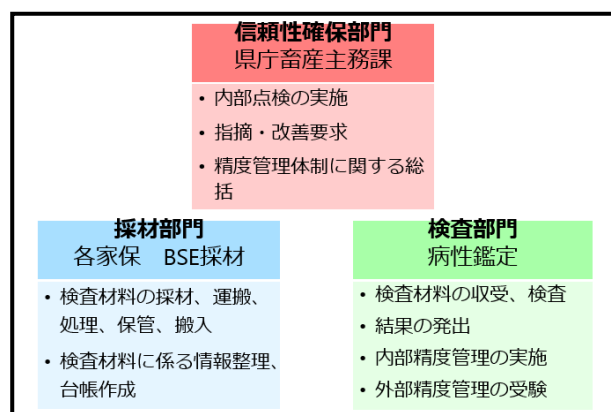 信頼性確保部門
県庁畜産主務課
• 内部点検の実施
• 指摘・改善要求
• 精度管理体制に関する総
括
採材部門
各家保　BSE採材
• 検査材料の採材、運搬、
処理、保管、搬入
• 検査材料に係る情報整理、
台帳作成
検査部門
病性鑑定
• 検査材料の収受、検査
• 結果の発出
• 内部精度管理の実施
• 外部精度管理の受験